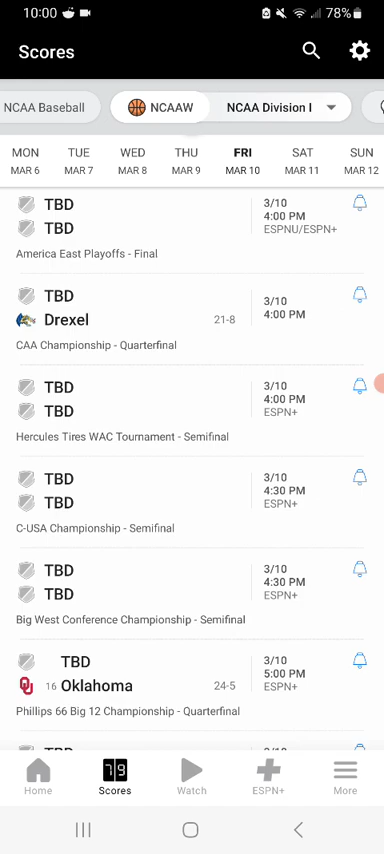 10:00 78%
Scores
NCAA Baseball NCAAW NCAA Division I
MON TUE WED THU FRI SAT SUN
MAR 6 MAR 7 MAR 8 MAR 9 MAR 10 MAR 11 MAR 12
TBD 3/10
TBD 4:00 PM
ESPNU/ESPN+
America East Playoffs - Final
TBD 3/10
Drexel 21-8 4:00 PM
CAA Championship - Quarterfinal
TBD 3/10
TBD 4:00 PM
ESPN+
Hercules Tires WAC Tournament - Semifinal
TBD 3/10
TBD 4:30 PM
ESPN+
C-USA Championship - Semifinal
TBD 3/10
TBD 4:30 PM
ESPN+
Big West Conference Championship - Semifinal
TBD 3/10
16 Oklahoma 24-5 5:00 PM
ESPN+
Phillips 66 Big 12 Championship - Quarterfinal
79
Home Scores Watch ESPN+ More